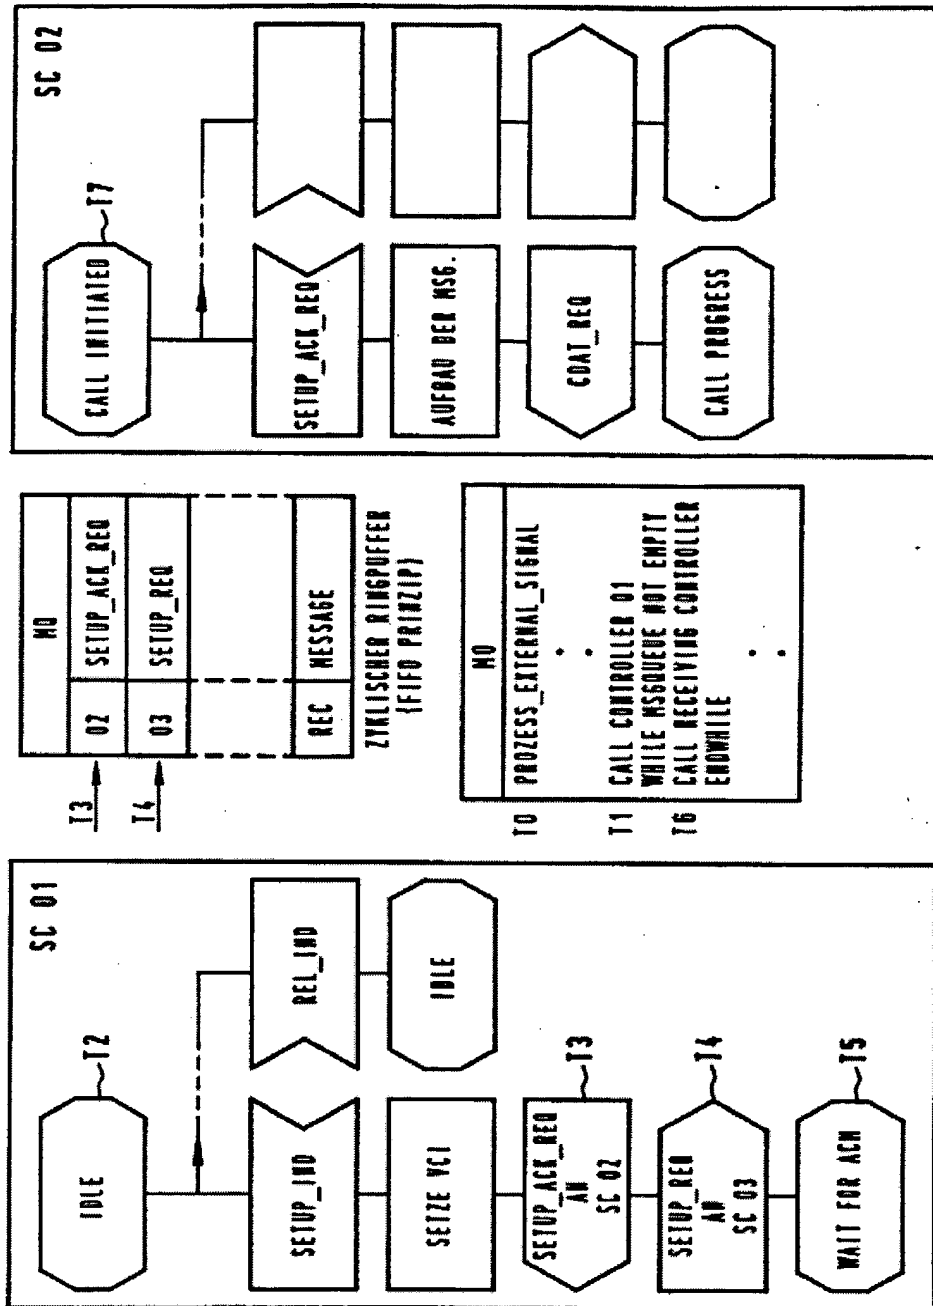 SC 01
IDLE
T2
SETUP_IND
REL_IND
SETZE VCI
IDLE
SETUP_ACK_REQ
AN
SC 02
T3
SETUP_REQ
AN
SC 03
T4
WAIT FOR ACM
T5
MQ
T3
02 SETUP_ACK_REQ
T4
03 SETUP_REQ
REC MESSAGE
ZYKLISCHER RINGPUFFER
(FIFO PRINZIP)
MO
T0 PROZESS_EXTERNAL_SIGNAL
T1 CALL CONTROLLER 01
WHILE MSGQUEUE NOT EMPTY
T6 CALL RECEIVING CONTROLLER
ENDWHILE
SC 02
CALL INITIATED
T7
SETUP_ACK_REQ
AUFBAU DER MSG.
CDAT_REQ
CALL PROGRESS